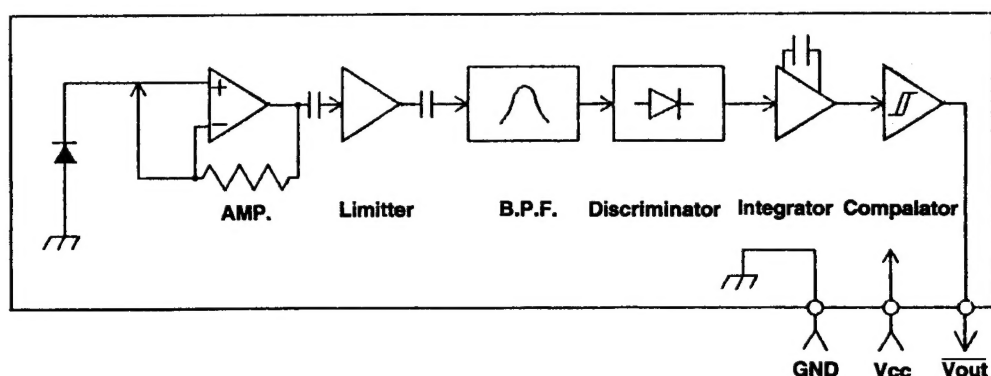 +
−
AMP. Limitter B.P.F. Discriminator Integrator Compalator
GND Vcc Vout